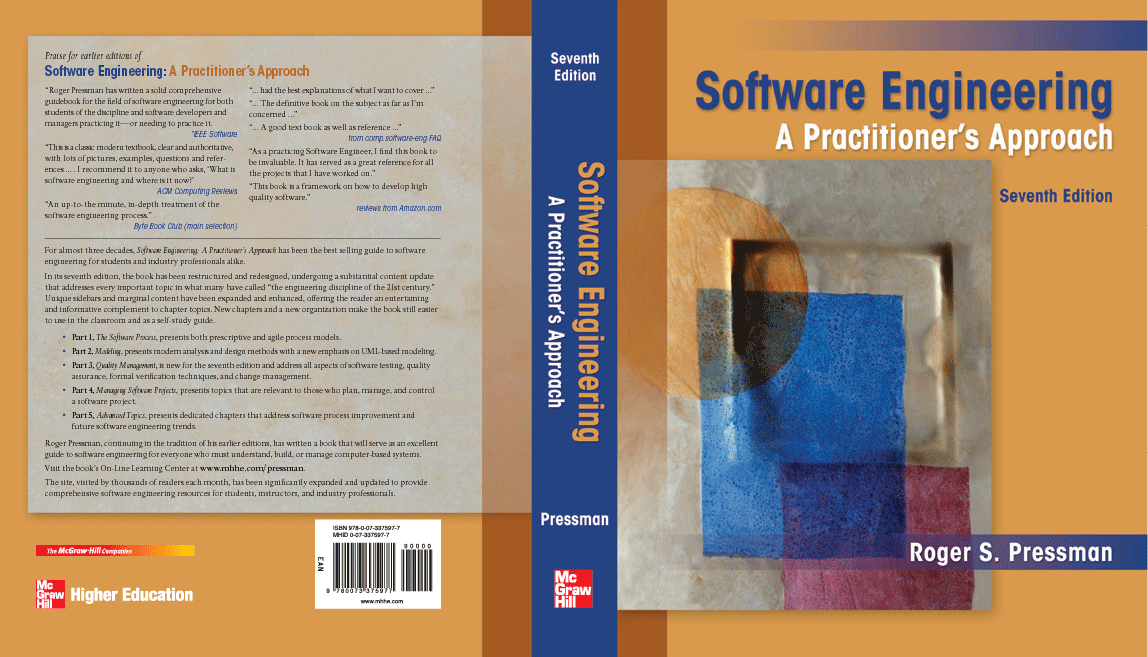 Praise for earlier editions of
Software Engineering: A Practitioner's Approach
"Roger Pressman has written a solid comprehensive
guidebook for the field of software engineering for both
students of the discipline and software developers and
managers practicing it—or needing to practice it.
"IEEE Software
"This is a classic modern textbook, clear and authoritative,
with lots of pictures, examples, questions and refer-
ences ... . I recommend it to anyone who asks, 'What is
software engineering and where is it now?'
ACM Computing Reviews
"An up-to- the minute, in-depth treatment of the
software engineering process."
Byte Book Club (main selection)
"... had the best explanations of what I want to cover ..."
"... The definitive book on the subject as far as I'm
concerned ..."
"... A good text book as well as reference ..."
from comp.software-eng FAQ
"As a practicing Software Engineer, I find this book to
be invaluable. It has served as a great reference for all
the projects that I have worked on."
"This book is a framework on how to develop high
quality software."
reviews from Amazon.com
For almost three decades, Software Engineering: A Practitioner's Approach has been the best selling guide to software
engineering for students and industry professionals alike.
In its seventh edition, the book has been restructured and redesigned, undergoing a substantial content update
that addresses every important topic in what many have called "the engineering discipline of the 21st century."
Unique sidebars and marginal content have been expanded and enhanced, offering the reader an entertaining
and informative complement to chapter topics. New chapters and a new organization make the book still easier
to use in the classroom and as a self-study guide.
• Part 1, The Software Process, presents both prescriptive and agile process models.
• Part 2, Modeling, presents modern analysis and design methods with a new emphasis on UML-based modeling.
• Part 3, Quality Management, is new for the seventh edition and address all aspects of software testing, quality
assurance, formal verification techniques, and change management.
• Part 4, Managing Software Projects, presents topics that are relevant to those who plan, manage, and control
a software project.
• Part 5, Advanced Topics, presents dedicated chapters that address software process improvement and
future software engineering trends.
Roger Pressman, continuing in the tradition of his earlier editions, has written a book that will serve as an excellent
guide to software engineering for everyone who must understand, build, or manage computer-based systems.
Visit the book's On-Line Learning Center at www.mhhe.com/pressman.
The site, visited by thousands of readers each month, has been significantly expanded and updated to provide
comprehensive software engineering resources for students, instructors, and industry professionals.
The McGraw-Hill Companies
Mc
Graw
Hill
Higher Education
ISBN 978-0-07-337597-7
MHID 0-07-337597-7
90000
EAN
9 780073 375977
www.mhhe.com
Seventh
Edition
Software Engineering
A Practitioner's Approach
Pressman
Mc
Graw
Hill
Software Engineering
A Practitioner's Approach
Seventh Edition
Roger S. Pressman